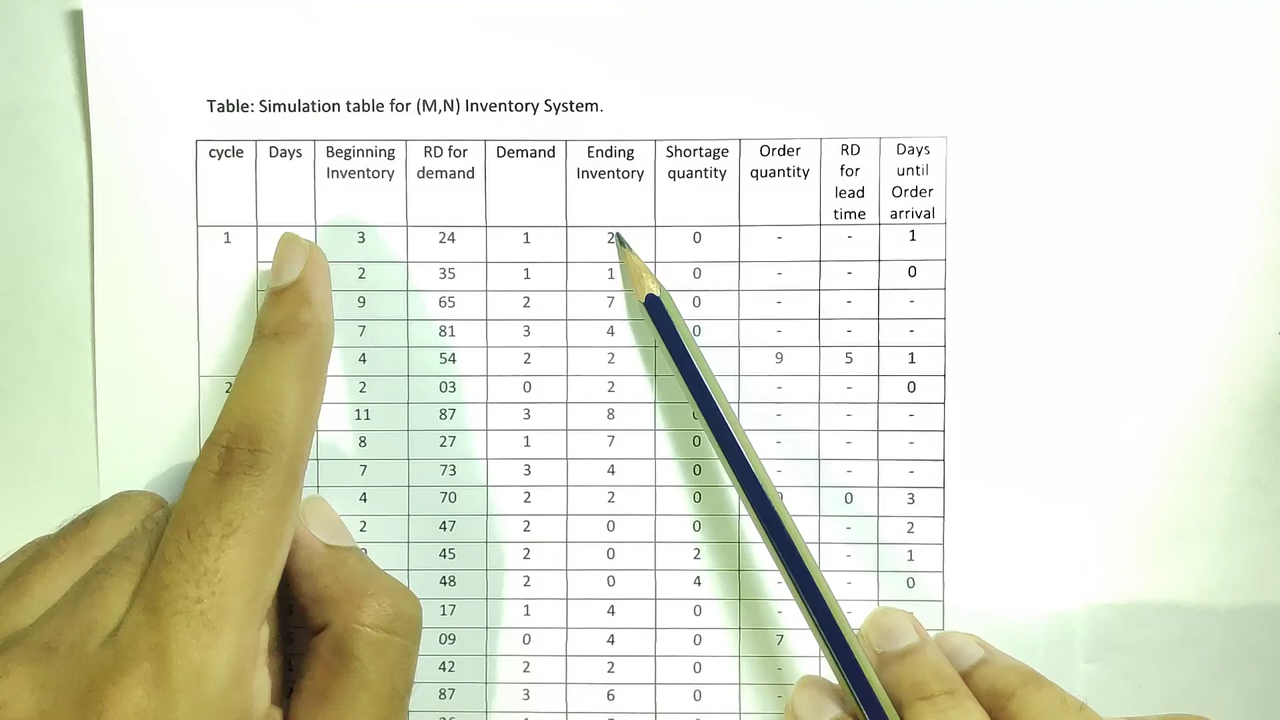 Table: Simulation table for (M,N) Inventory System.
cycle Days Beginning Inventory RD for demand Demand Ending Inventory Shortage quantity Order quantity RD for lead time Days until Order arrival
1 3 24 1 2 0 - - 1
2 35 1 1 0 - - 0
9 65 2 7 0 - - -
7 81 3 4 0 - - -
4 54 2 2 9 5 1
2 2 03 0 2 - - 0
11 87 3 8 - - -
8 27 1 7 0 - - -
7 73 3 4 0 - - -
4 70 2 2 0 0 3
2 47 2 0 0 - 2
45 2 0 2 - 1
48 2 0 4 - - 0
17 1 4 0 - -
09 0 4 0 7
42 2 2 0 -
87 3 6 0 -